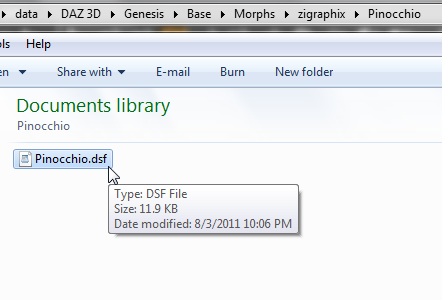 data ▸ DAZ 3D ▸ Genesis ▸ Base ▸ Morphs ▸ zigraphix ▸ Pinocchio
ols Help
en ▾ Share with ▾ E-mail Burn New folder
Documents library
Pinocchio
Pinocchio.dsf
Type: DSF File
Size: 11.9 KB
Date modified: 8/3/2011 10:06 PM